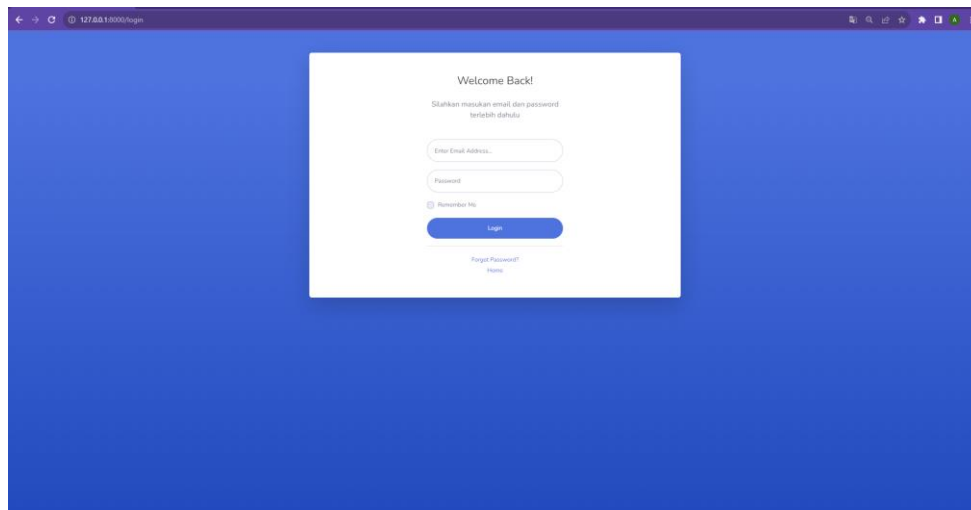 127.0.0.1:8000/login
A
Welcome Back!
Silahkan masukan email dan password
terlebih dahulu
Enter Email Address...
Password
Remember Me
Login
Forgot Password?
Home